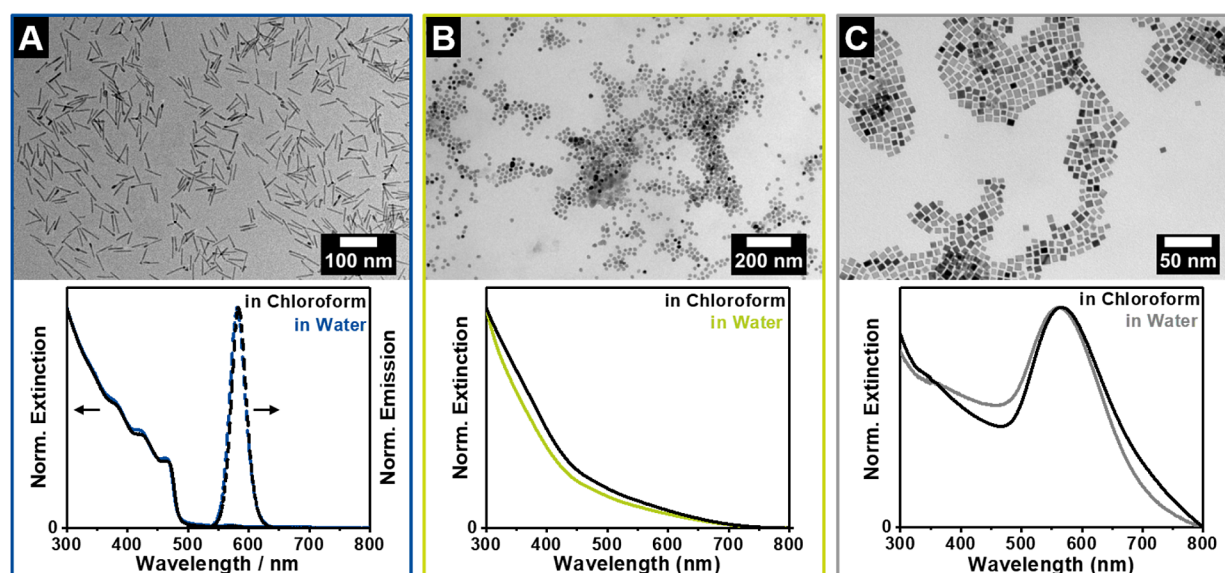 A
100 nm
B
200 nm
C
50 nm
Norm. Extinction
in Chloroform
in Water
Norm. Emission
0
300 400 500 600 700 800
Wavelength / nm
Norm. Extinction
in Chloroform
in Water
0
300 400 500 600 700 800
Wavelength (nm)
Norm. Extinction
in Chloroform
in Water
0
300 400 500 600 700 800
Wavelength (nm)